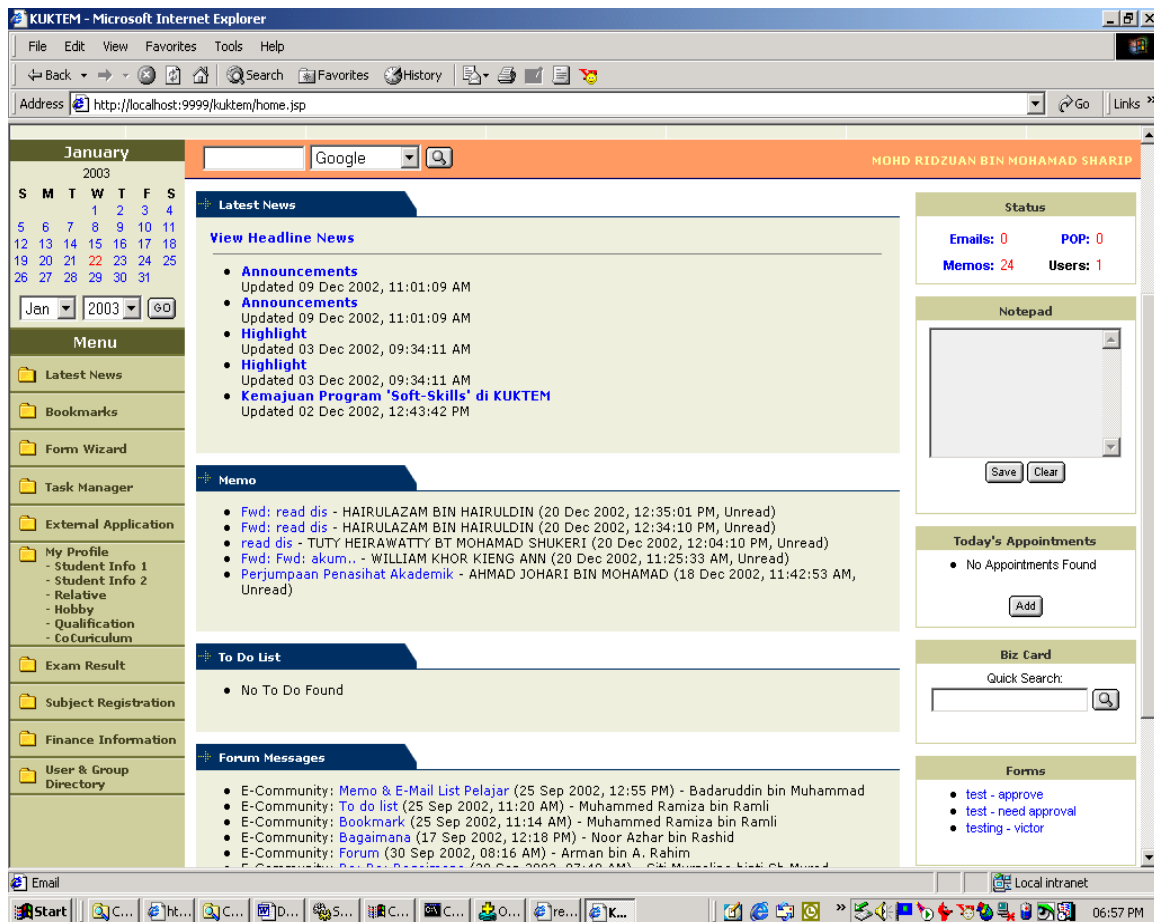 KUKTEM - Microsoft Internet Explorer
File Edit View Favorites Tools Help
Back Search Favorites History
Address http://localhost:9999/kuktem/home.jsp Go Links »
January
2003
S M T W T F S
1 2 3 4
5 6 7 8 9 10 11
12 13 14 15 16 17 18
19 20 21 22 23 24 25
26 27 28 29 30 31
Jan 2003 GO
Menu
Latest News
Bookmarks
Form Wizard
Task Manager
External Application
My Profile
- Student Info 1
- Student Info 2
- Relative
- Hobby
- Qualification
- CoCuriculum
Exam Result
Subject Registration
Finance Information
User & Group
Directory
Google
MOHD RIDZUAN BIN MOHAMAD SHARIP
Latest News
View Headline News
Announcements
Updated 09 Dec 2002, 11:01:09 AM
Announcements
Updated 09 Dec 2002, 11:01:09 AM
Highlight
Updated 03 Dec 2002, 09:34:11 AM
Highlight
Updated 03 Dec 2002, 09:34:11 AM
Kemajuan Program 'Soft-Skills' di KUKTEM
Updated 02 Dec 2002, 12:43:42 PM
Memo
Fwd: read dis - HAIRULAZAM BIN HAIRULDIN (20 Dec 2002, 12:35:01 PM, Unread)
Fwd: read dis - HAIRULAZAM BIN HAIRULDIN (20 Dec 2002, 12:34:10 PM, Unread)
read dis - TUTY HEIRAWATTY BT MOHAMAD SHUKERI (20 Dec 2002, 12:04:10 PM, Unread)
Fwd: Fwd: akum.. - WILLIAM KHOR KIENG ANN (20 Dec 2002, 11:25:33 AM, Unread)
Perjumpaan Penasihat Akademik - AHMAD JOHARI BIN MOHAMAD (18 Dec 2002, 11:42:53 AM,
Unread)
To Do List
No To Do Found
Forum Messages
E-Community: Memo & E-Mail List Pelajar (25 Sep 2002, 12:55 PM) - Badaruddin bin Muhammad
E-Community: To do list (25 Sep 2002, 11:20 AM) - Muhammed Ramiza bin Ramli
E-Community: Bookmark (25 Sep 2002, 11:14 AM) - Muhammed Ramiza bin Ramli
E-Community: Bagaimana (17 Sep 2002, 12:18 PM) - Noor Azhar bin Rashid
E-Community: Forum (30 Sep 2002, 08:16 AM) - Arman bin A. Rahim
Status
Emails: 0 POP: 0
Memos: 24 Users: 1
Notepad
Save Clear
Today's Appointments
No Appointments Found
Add
Biz Card
Quick Search:
Forms
test - approve
test - need approval
testing - victor
Email Local intranet
Start C... ht... C... D... S... C... C... O... re... K... » 06:57 PM